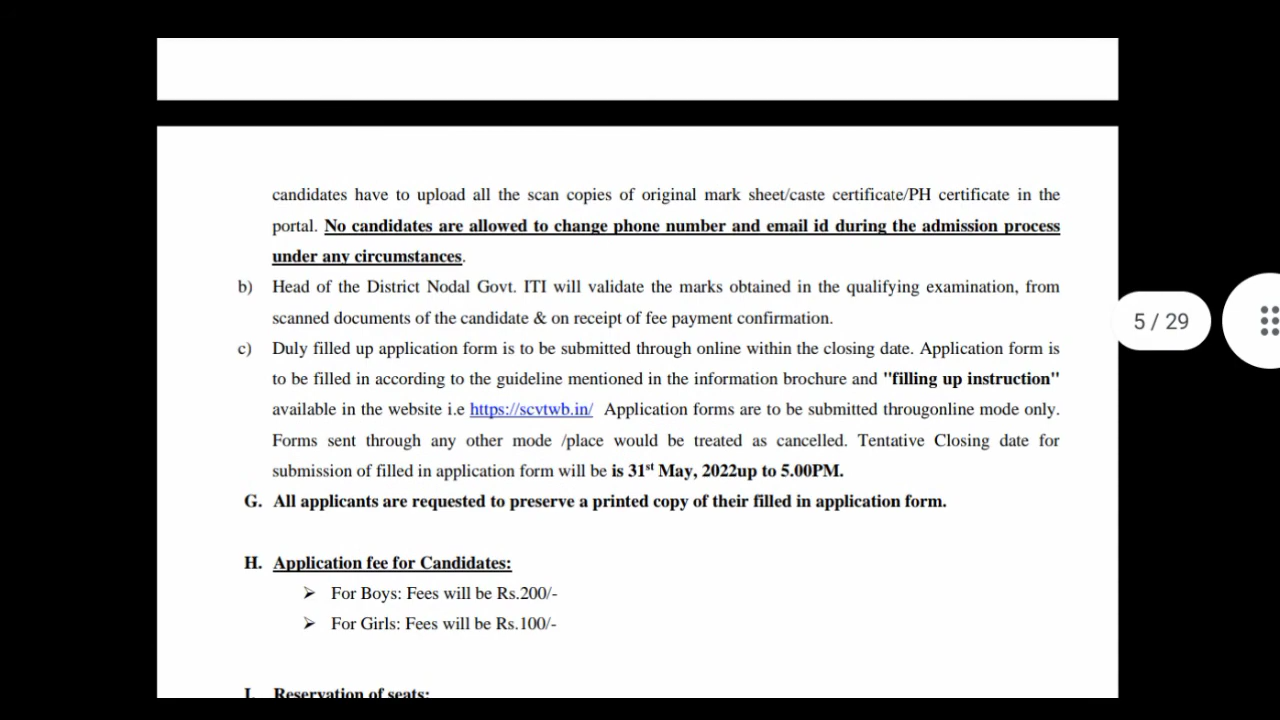 candidates have to upload all the scan copies of original mark sheet/caste certificate/PH certificate in the
portal. No candidates are allowed to change phone number and email id during the admission process
under any circumstances.
b) Head of the District Nodal Govt. ITI will validate the marks obtained in the qualifying examination, from
scanned documents of the candidate & on receipt of fee payment confirmation.
5 / 29
c) Duly filled up application form is to be submitted through online within the closing date. Application form is
to be filled in according to the guideline mentioned in the information brochure and "filling up instruction"
available in the website i.e https://scvtwb.in/ Application forms are to be submitted througonline mode only.
Forms sent through any other mode /place would be treated as cancelled. Tentative Closing date for
submission of filled in application form will be is 31st May, 2022up to 5.00PM.
G. All applicants are requested to preserve a printed copy of their filled in application form.
H. Application fee for Candidates:
➢ For Boys: Fees will be Rs.200/-
➢ For Girls: Fees will be Rs.100/-
I. Reservation of seats: